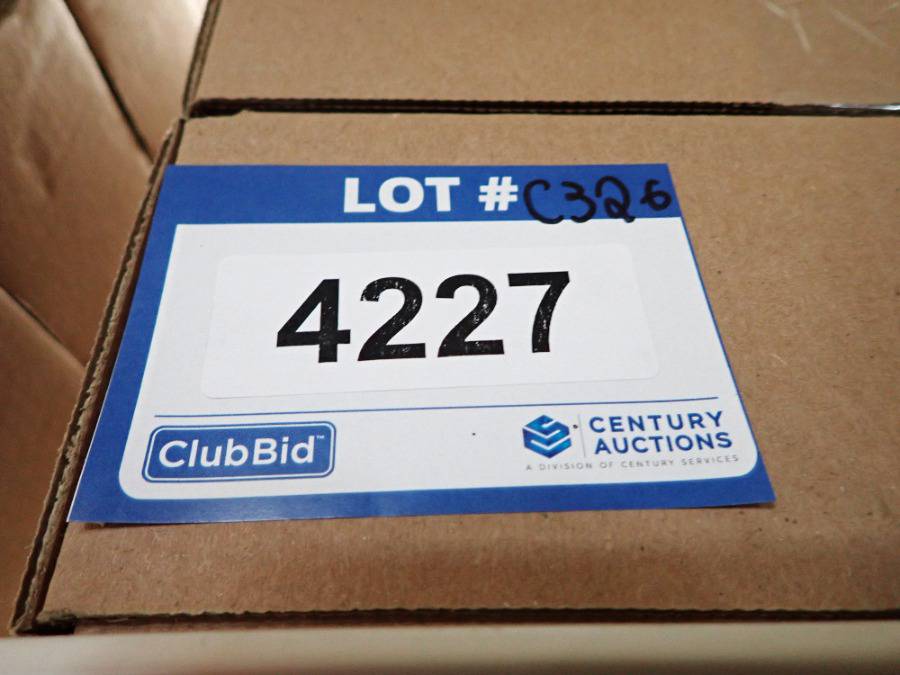 LOT # C326
4227
ClubBid™
CENTURY
AUCTIONS
A DIVISION OF CENTURY SERVICES